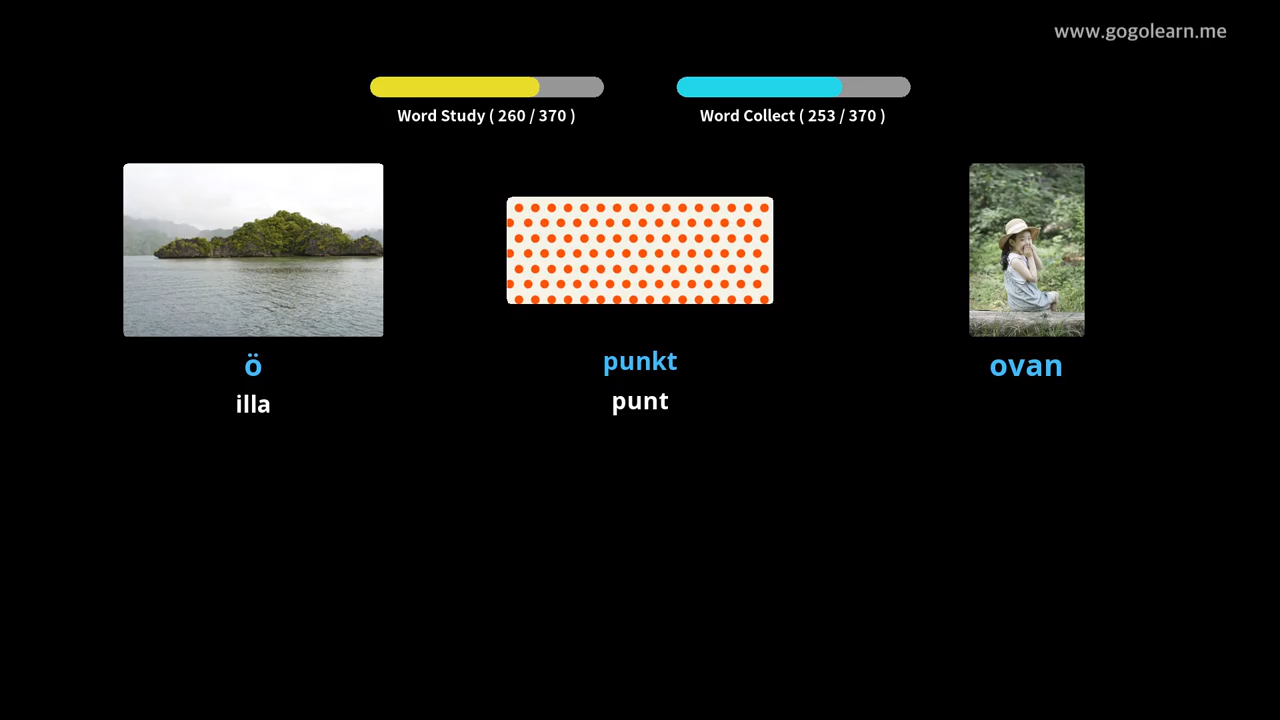 www.gogolearn.me
Word Study ( 260 / 370 )
Word Collect ( 253 / 370 )
ö
illa
punkt
punt
ovan